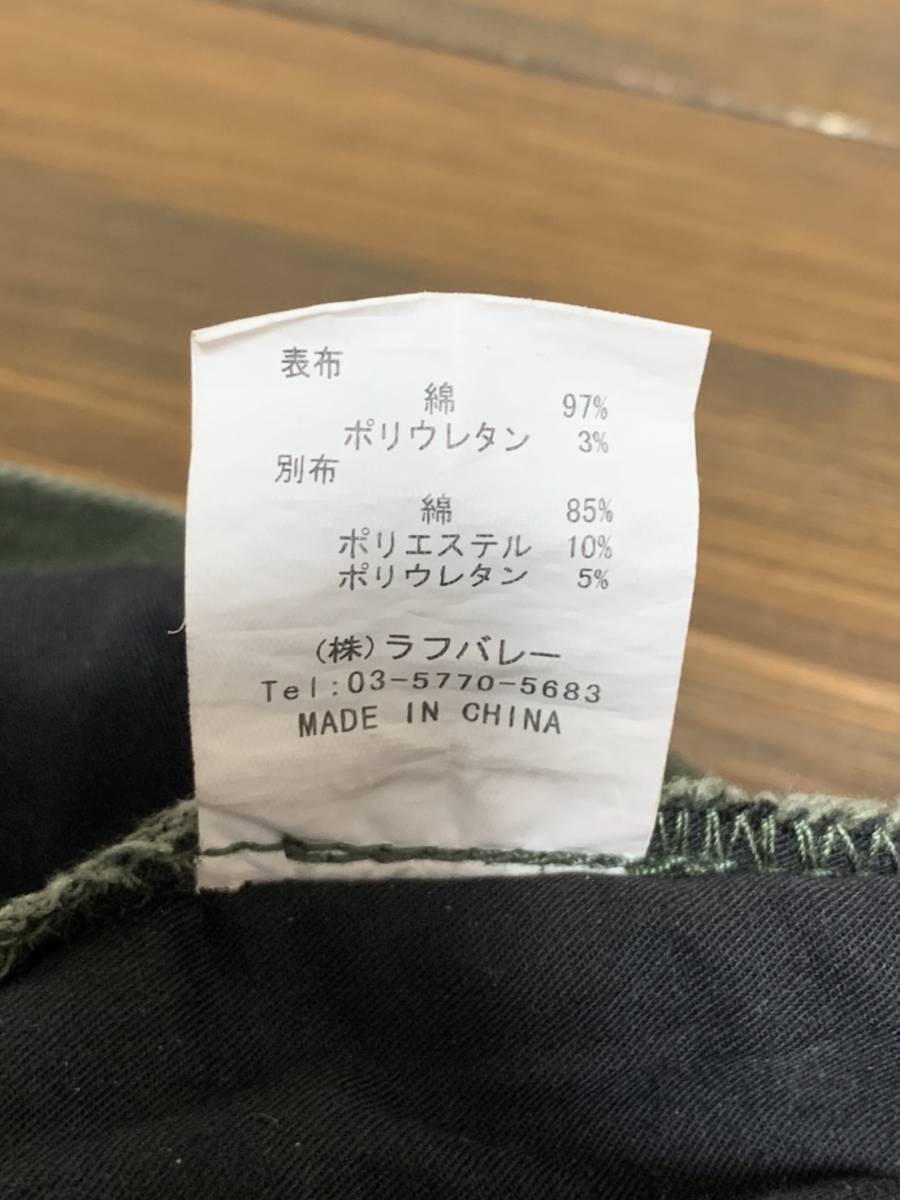 表布
綿 97%
ポリウレタン 3%
別布
綿 85%
ポリエステル 10%
ポリウレタン 5%
(株)ラフバレー
Tel:03-5770-5683
MADE IN CHINA